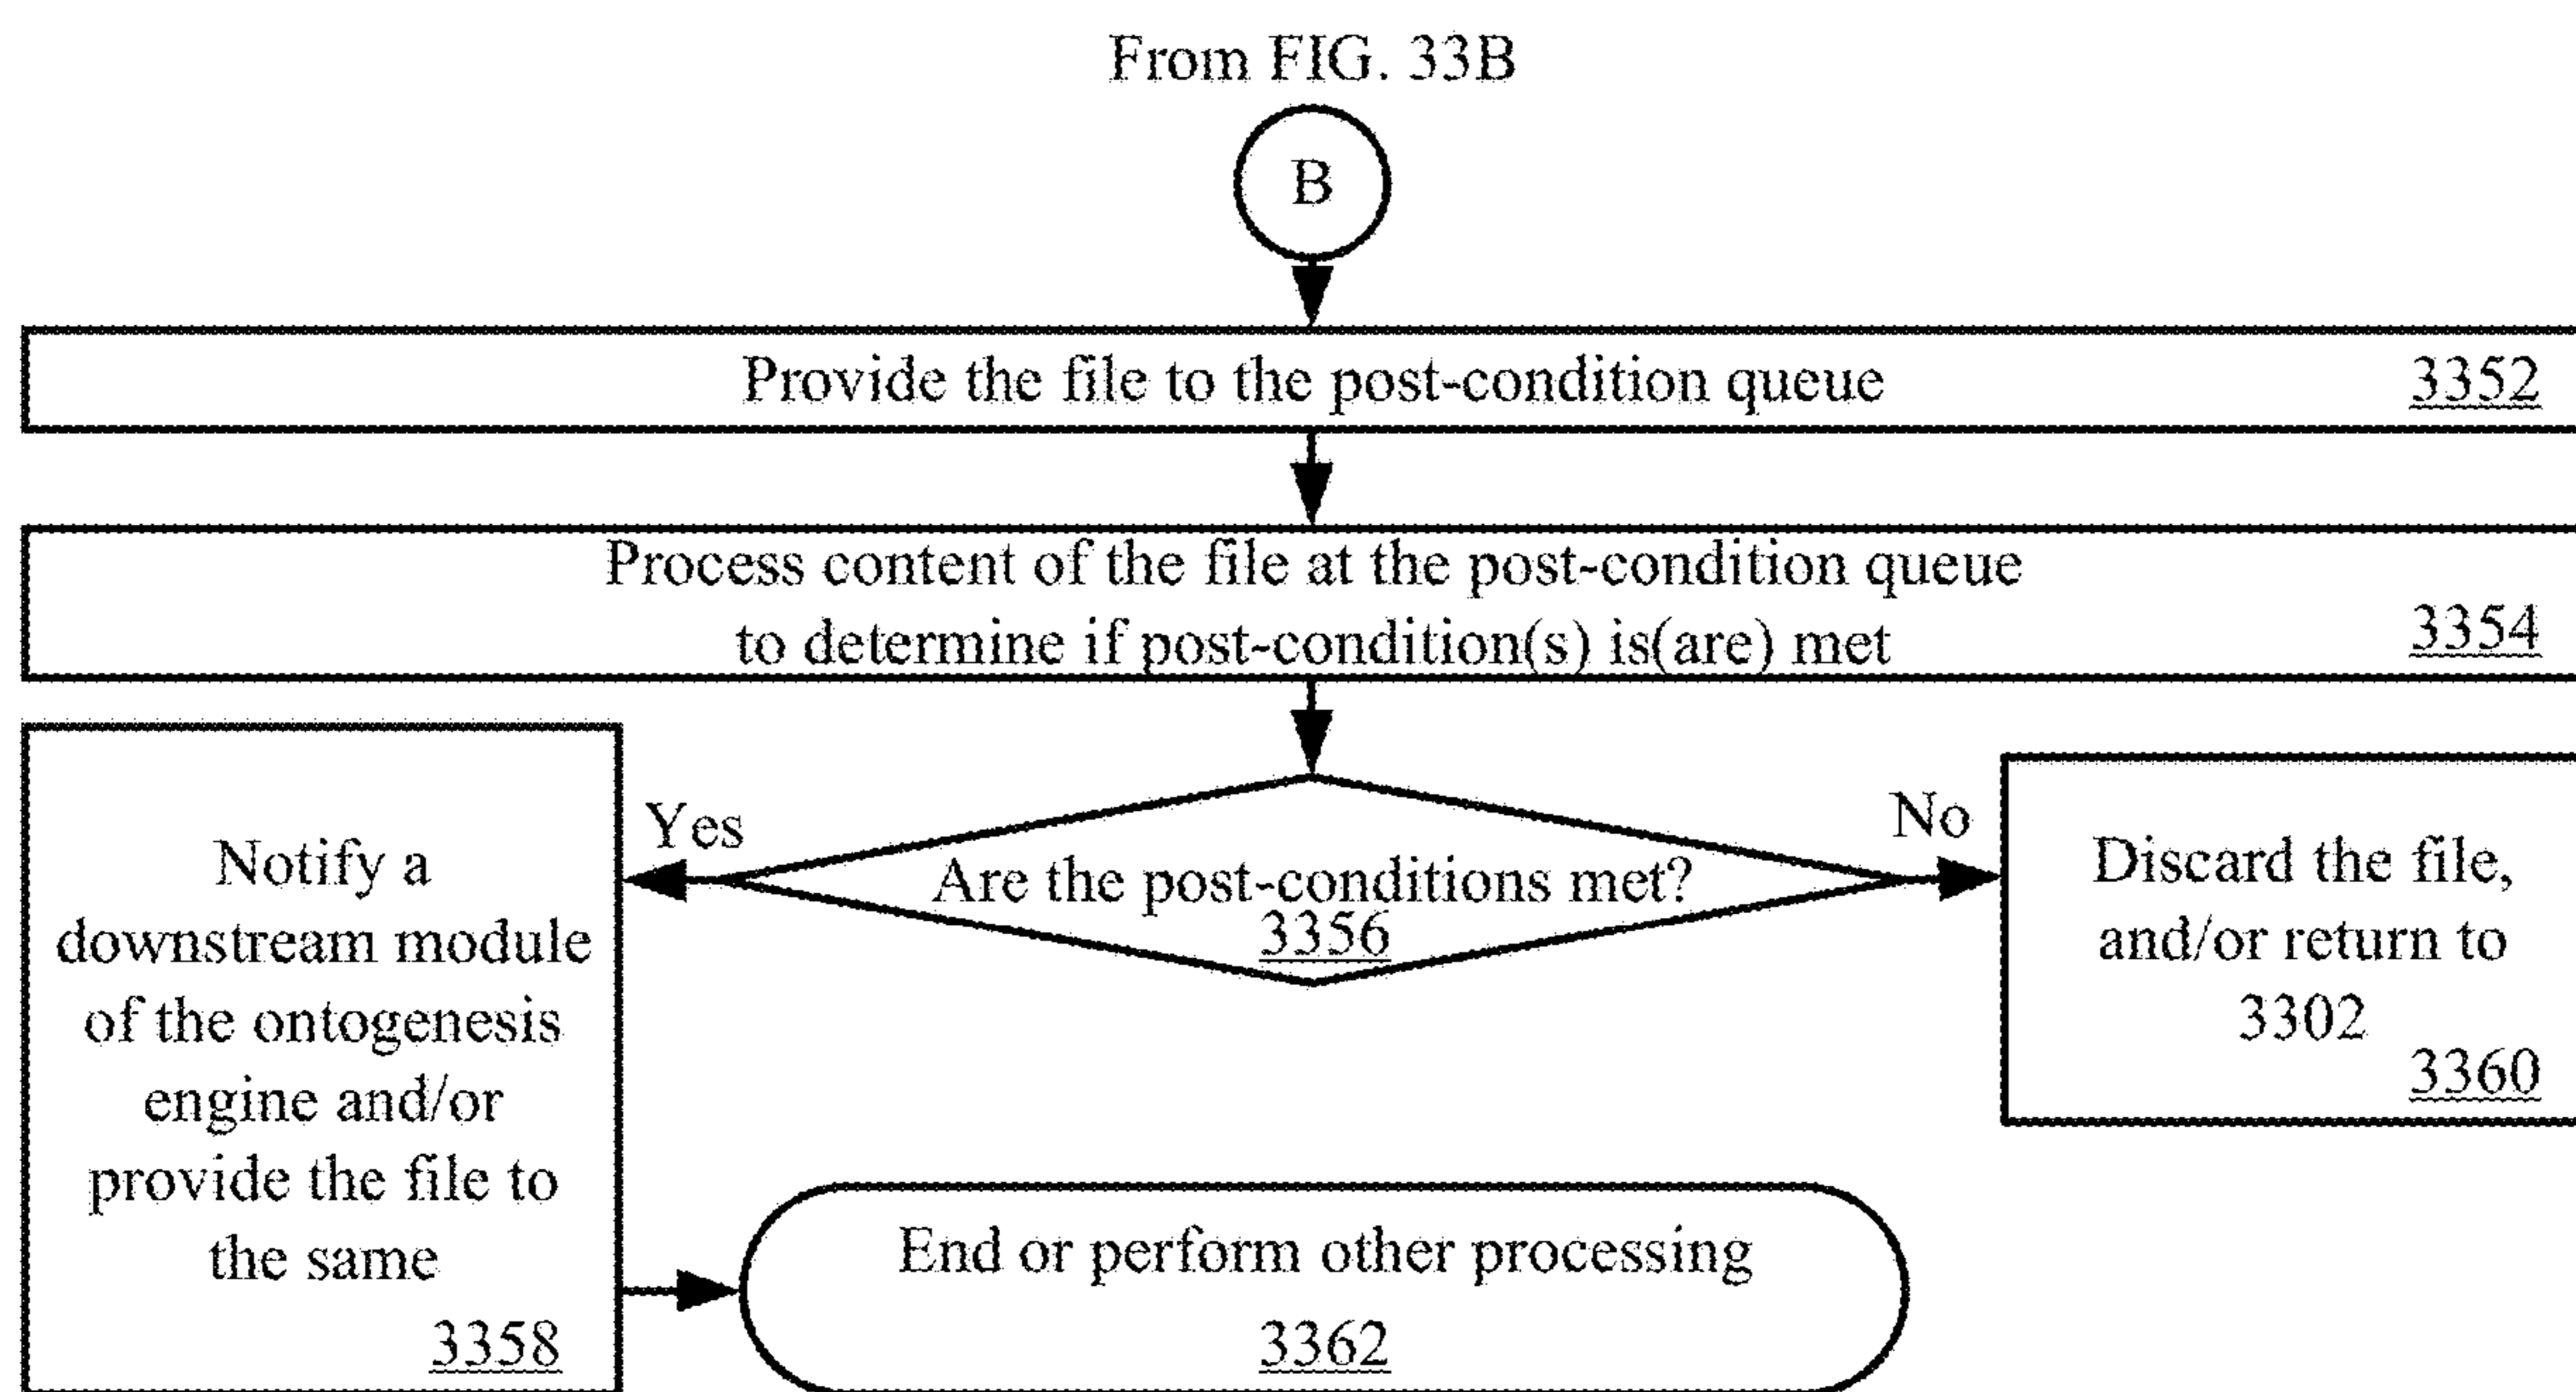 From FIG. 33B
B
Provide the file to the post-condition queue
3352
Process content of the file at the post-condition queue
to determine if post-condition(s) is(are) met
3354
Yes
No
Are the post-conditions met?
3356
Notify a
downstream module
of the ontogenesis
engine and/or
provide the file to
the same
3358
Discard the file,
and/or return to
3302
3360
End or perform other processing
3362